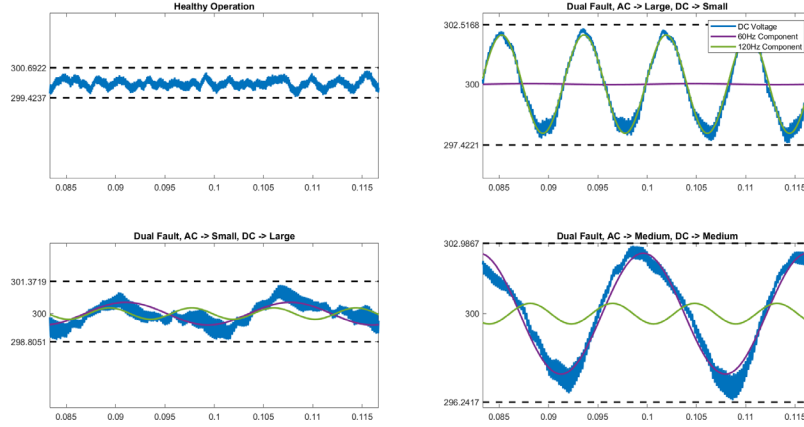 Healthy Operation
300.6922
299.4237
0.085 0.09 0.095 0.1 0.105 0.11 0.115
Dual Fault, AC -> Large, DC -> Small
302.5168
300
297.4221
DC Voltage
60Hz Component
120Hz Component
0.085 0.09 0.095 0.1 0.105 0.11 0.115
Dual Fault, AC -> Small, DC -> Large
301.3719
300
298.8051
0.085 0.09 0.095 0.1 0.105 0.11 0.115
Dual Fault, AC -> Medium, DC -> Medium
302.9867
300
296.2417
0.085 0.09 0.095 0.1 0.105 0.11 0.115